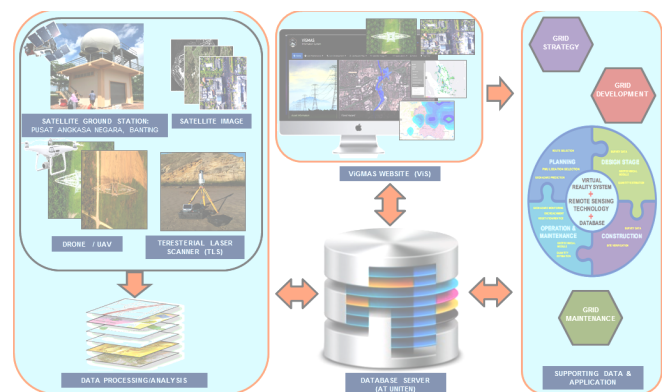 SATELLITE GROUND STATION:
PUSAT ANGKASA NEGARA, BANTING
SATELLITE IMAGE
DRONE / UAV
TERESTERIAL LASER
SCANNER (TLS)
DATA PROCESSING/ANALYSIS
ViGMAS
ViGMAS WEBSITE (ViS)
DATABASE SERVER
(AT UNITEN)
GRID
STRATEGY
GRID
DEVELOPMENT
PLANNING
DESIGN STAGE
VIRTUAL
REALITY SYSTEM
+
REMOTE SENSING
TECHNOLOGY
+
DATABASE
OPERATION &
MAINTENANCE
CONSTRUCTION
GRID
MAINTENANCE
SUPPORTING DATA &
APPLICATION